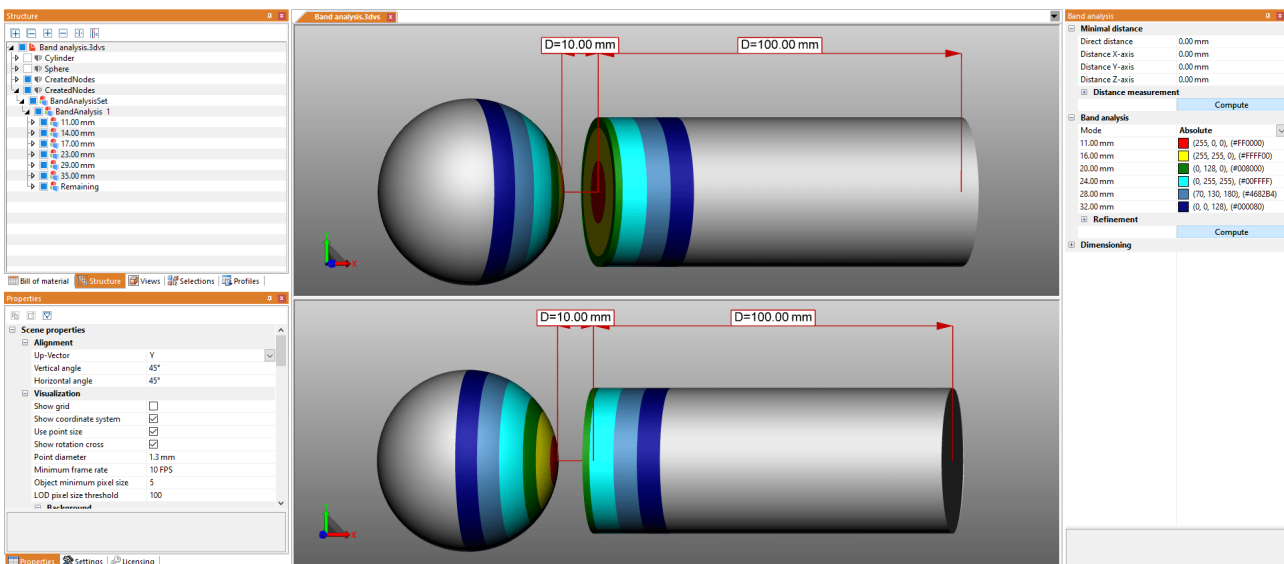 Structure
Band analysis.3dvs
Cylinder
Sphere
CreatedNodes
CreatedNodes
BandAnalysisSet
BandAnalysis 1
11.00 mm
14.00 mm
17.00 mm
23.00 mm
29.00 mm
35.00 mm
Remaining
Bill of material Structure Views Selections Profiles
Properties
Scene properties
Alignment
Up-Vector Y
Vertical angle 45°
Horizontal angle 45°
Visualization
Show grid
Show coordinate system
Use point size
Show rotation cross
Point diameter 1.3 mm
Minimum frame rate 10 FPS
Object minimum pixel size 5
LOD pixel size threshold 100
Background
Properties Settings Licensing
Band analysis.3dvs
D=10.00 mm D=100.00 mm
Y
X
D=10.00 mm D=100.00 mm
Y
X
Band analysis
Minimal distance
Direct distance 0.00 mm
Distance X-axis 0.00 mm
Distance Y-axis 0.00 mm
Distance Z-axis 0.00 mm
Distance measurement
Compute
Band analysis
Mode Absolute
11.00 mm (255, 0, 0), (#FF0000)
16.00 mm (255, 255, 0), (#FFFF00)
20.00 mm (0, 128, 0), (#008000)
24.00 mm (0, 255, 255), (#00FFFF)
28.00 mm (70, 130, 180), (#4682B4)
32.00 mm (0, 0, 128), (#000080)
Refinement
Compute
Dimensioning